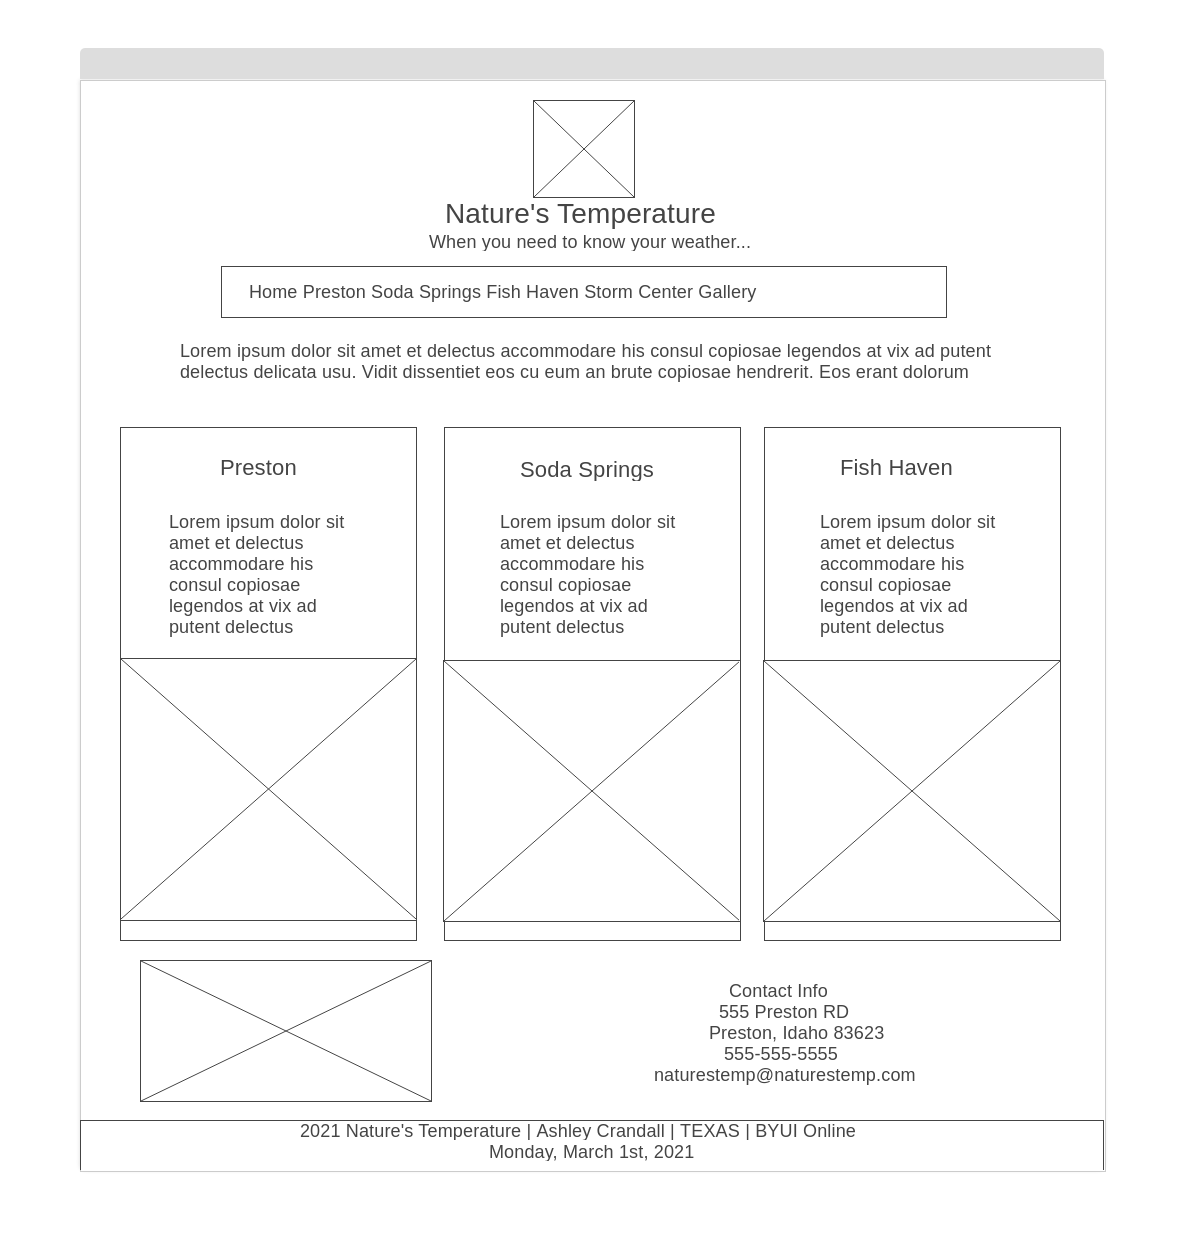 Nature's Temperature
When you need to know your weather...
Home Preston Soda Springs Fish Haven Storm Center Gallery
Lorem ipsum dolor sit amet et delectus accommodare his consul copiosae legendos at vix ad putent
delectus delicata usu. Vidit dissentiet eos cu eum an brute copiosae hendrerit. Eos erant dolorum
Preston
Lorem ipsum dolor sit
amet et delectus
accommodare his
consul copiosae
legendos at vix ad
putent delectus
Soda Springs
Lorem ipsum dolor sit
amet et delectus
accommodare his
consul copiosae
legendos at vix ad
putent delectus
Fish Haven
Lorem ipsum dolor sit
amet et delectus
accommodare his
consul copiosae
legendos at vix ad
putent delectus
Contact Info
555 Preston RD
Preston, Idaho 83623
555-555-5555
naturestemp@naturestemp.com
2021 Nature's Temperature | Ashley Crandall | TEXAS | BYUI Online
Monday, March 1st, 2021